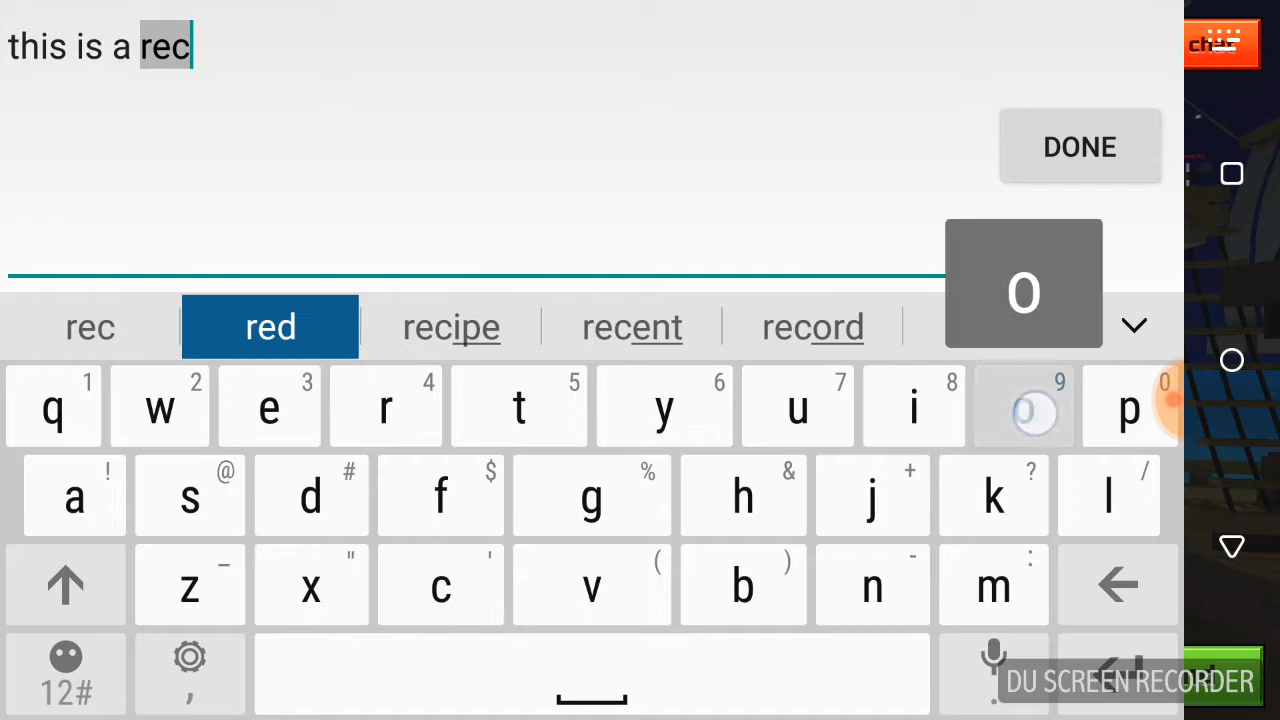 this is a rec
chat
DONE
o
rec red recipe recent record
q 1 w 2 e 3 r 4 t 5 y 6 u 7 i 8 o 9 p 0
a ! s @ d # f $ g % h & j + k ? l /
z _ x " c ' v ( b ) n - m :
12# , .
DU SCREEN RECORDER